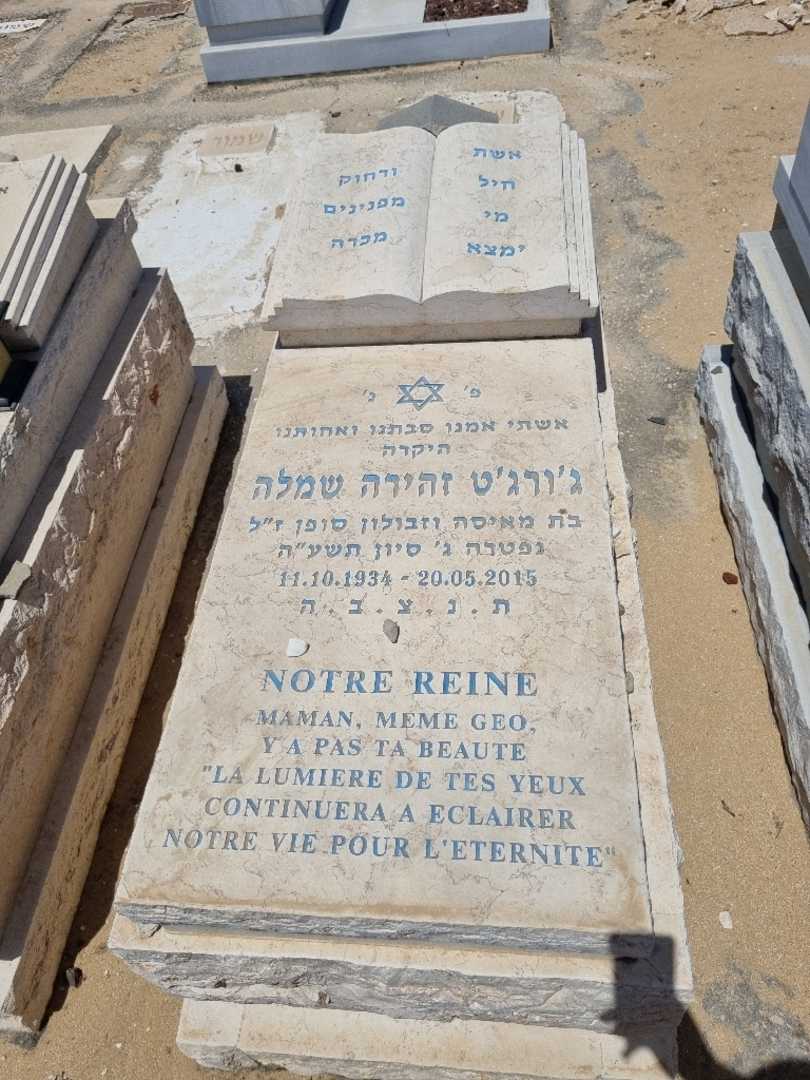 שמור
אשת
חיל
מי
ימצא
ורחוק
מפנינים
מכרה
פ' נ'
אשתי אמנו סבתנו ואחותנו
היקרה
ג'ורג'ט זהירה שמלה
בת מאיסה וזבולון סופן ז"ל
נפטרה ג' סיון תשע"ה
11.10.1934 - 20.05.2015
ת . נ . צ . ב . ה
NOTRE REINE
MAMAN, MEME GEO,
Y'A PAS TA BEAUTE
"LA LUMIERE DE TES YEUX
CONTINUERA A ECLAIRER
NOTRE VIE POUR L'ETERNITE"